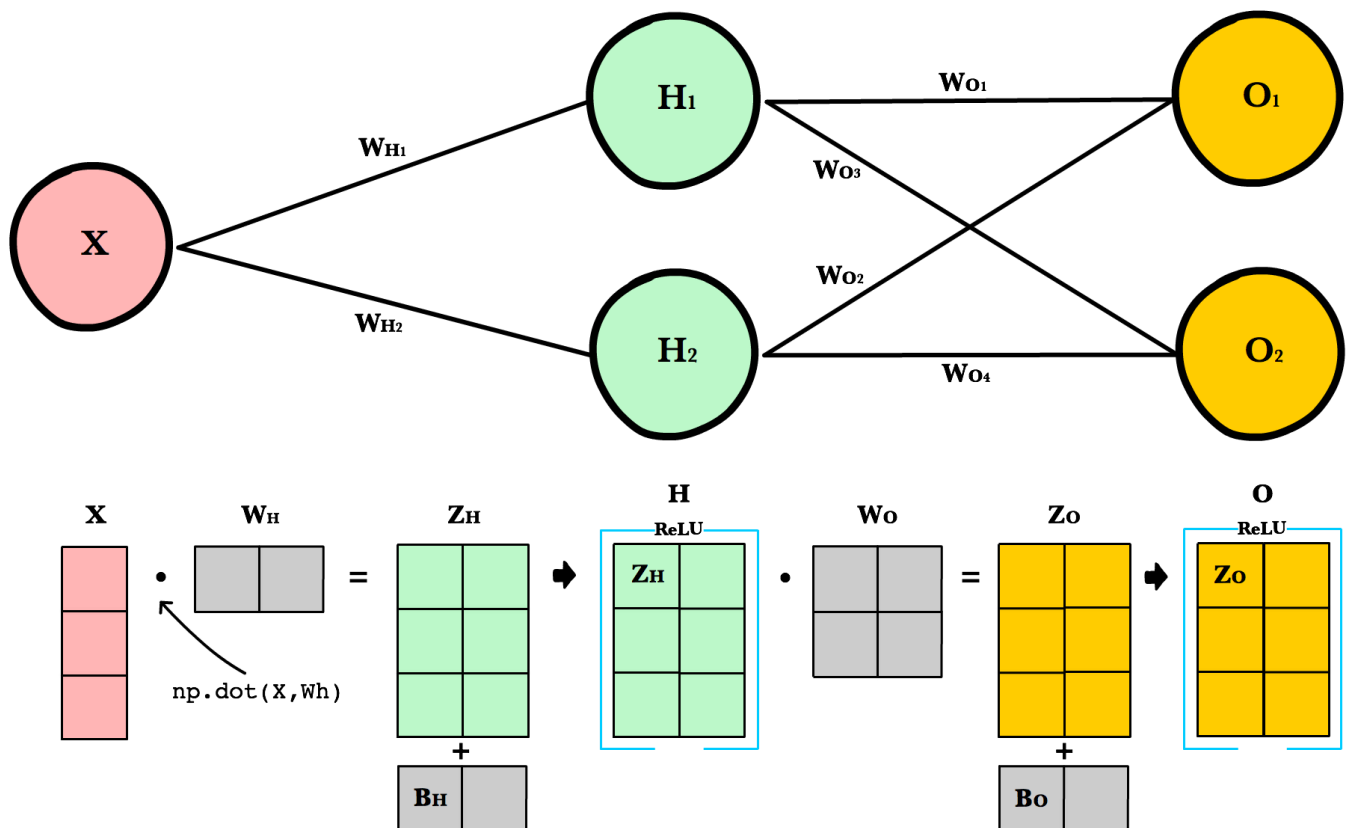 H₁
Wo₁
O₁
WH₁
Wo₃
X
Wo₂
WH₂
H₂
Wo₄
O₂
H
O
X WH ZH Wo Zo
ReLU ReLU
• = ZH • = Zo
np.dot(X,Wh)
+ +
BH Bo